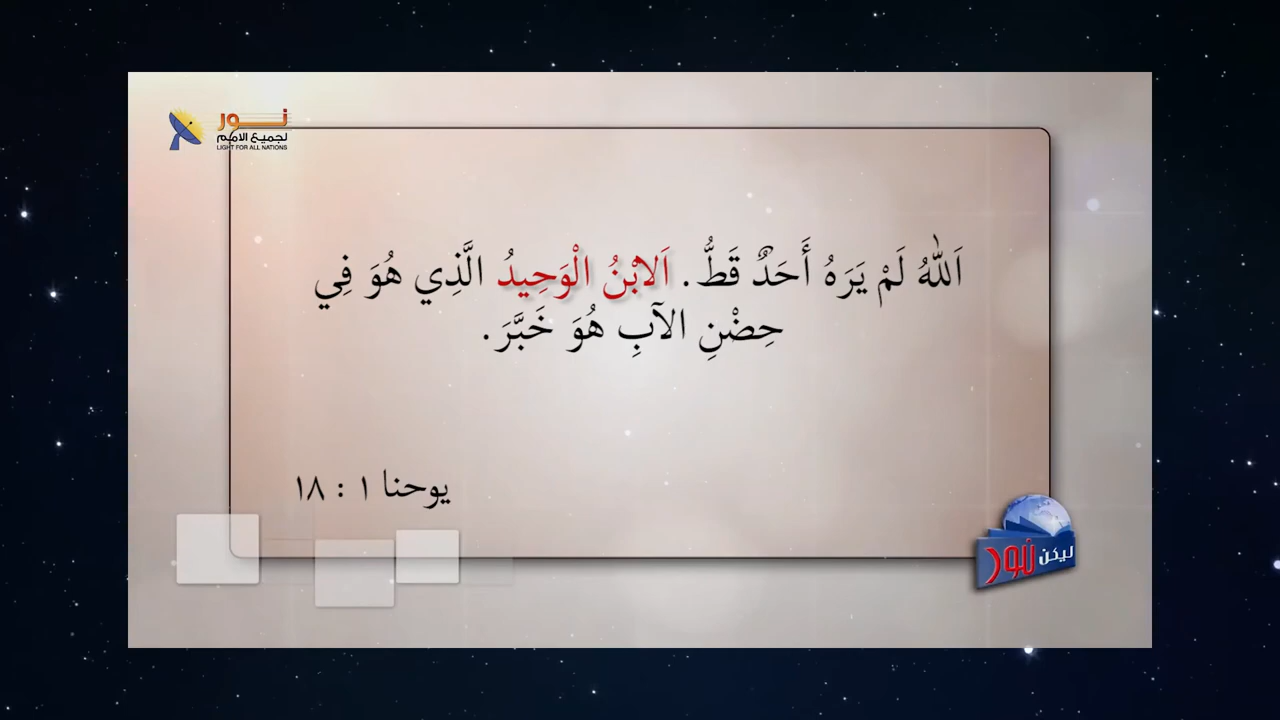 نور
لجميع الامم
LIGHT FOR ALL NATIONS
اَللهُ لَمْ يَرَهُ أَحَدٌ قَطُّ. اَلابْنُ الْوَحِيدُ الَّذِي هُوَ فِي
حِضْنِ الآبِ هُوَ خَبَّرَ.
يوحنا ١ : ١٨
ليكن نور